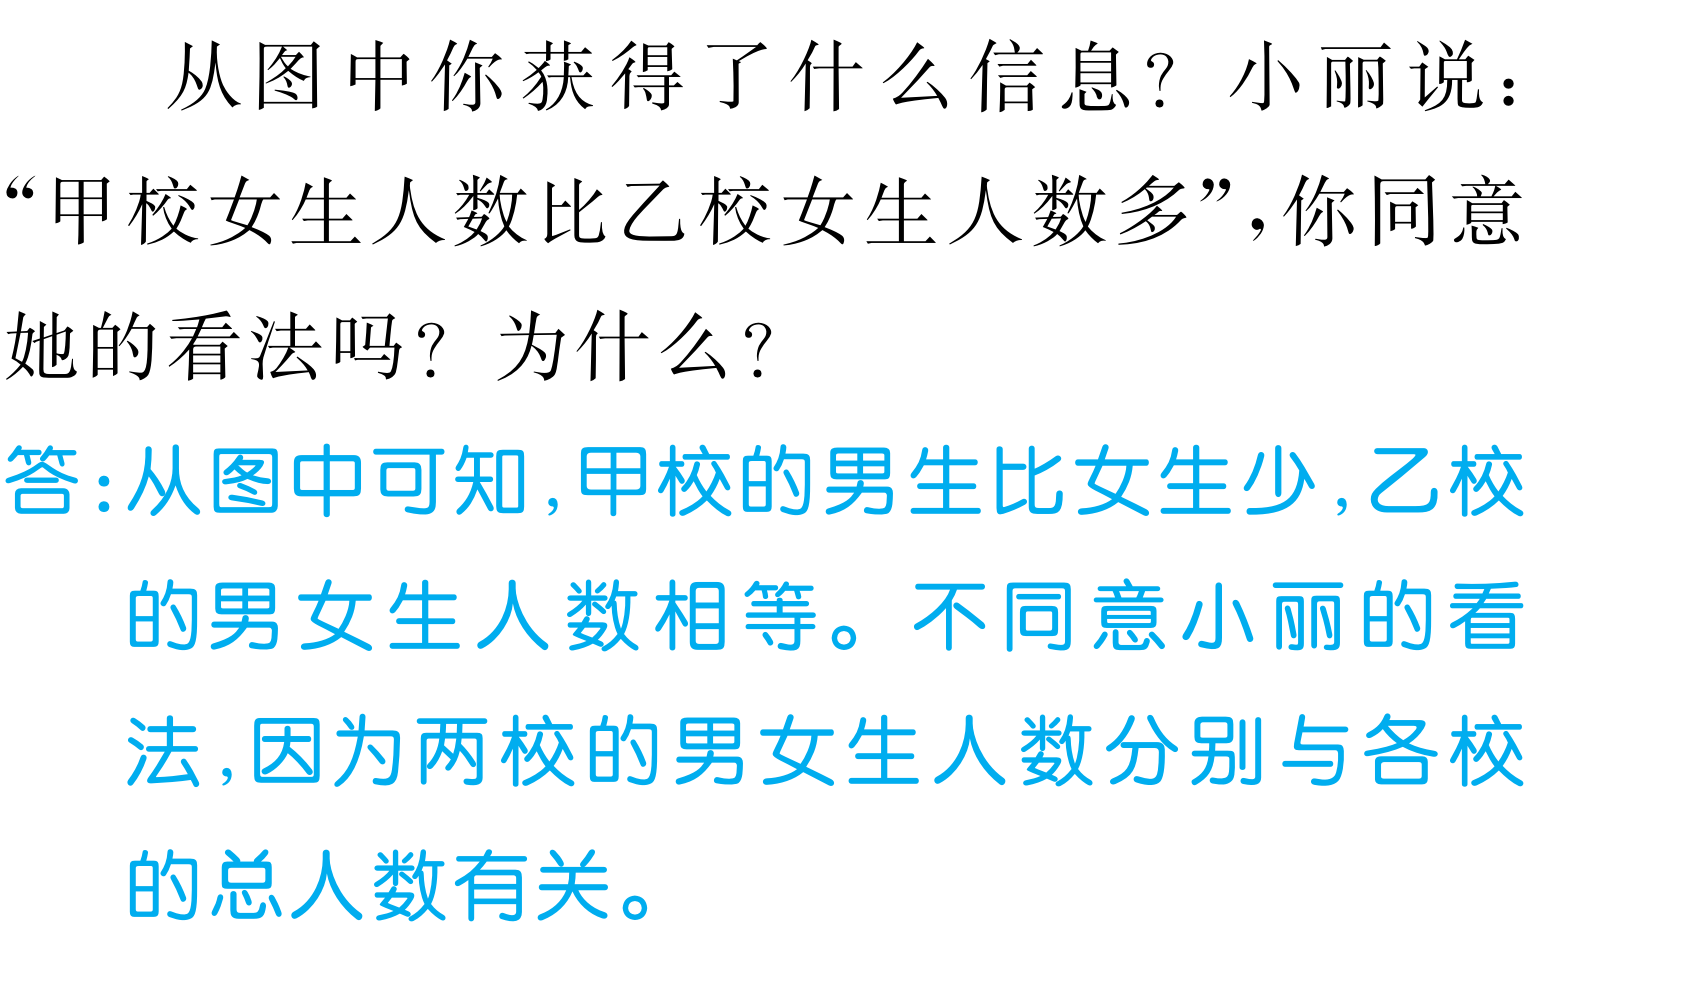 从图中你获得了什么信息？小丽说：
“甲校女生人数比乙校女生人数多”，你同意
她的看法吗？为什么？
答：从图中可知，甲校的男生比女生少，乙校
的男女生人数相等。不同意小丽的看
法，因为两校的男女生人数分别与各校
的总人数有关。